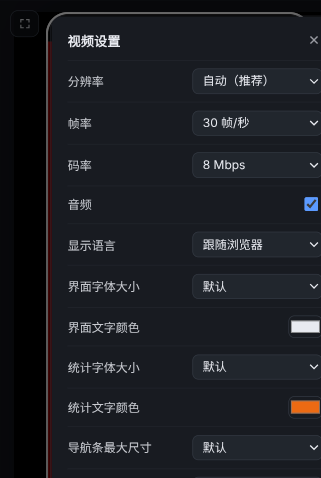 视频设置
分辨率 自动（推荐）
帧率 30 帧/秒
码率 8 Mbps
音频
显示语言 跟随浏览器
界面字体大小 默认
界面文字颜色
统计字体大小 默认
统计文字颜色
导航条最大尺寸 默认